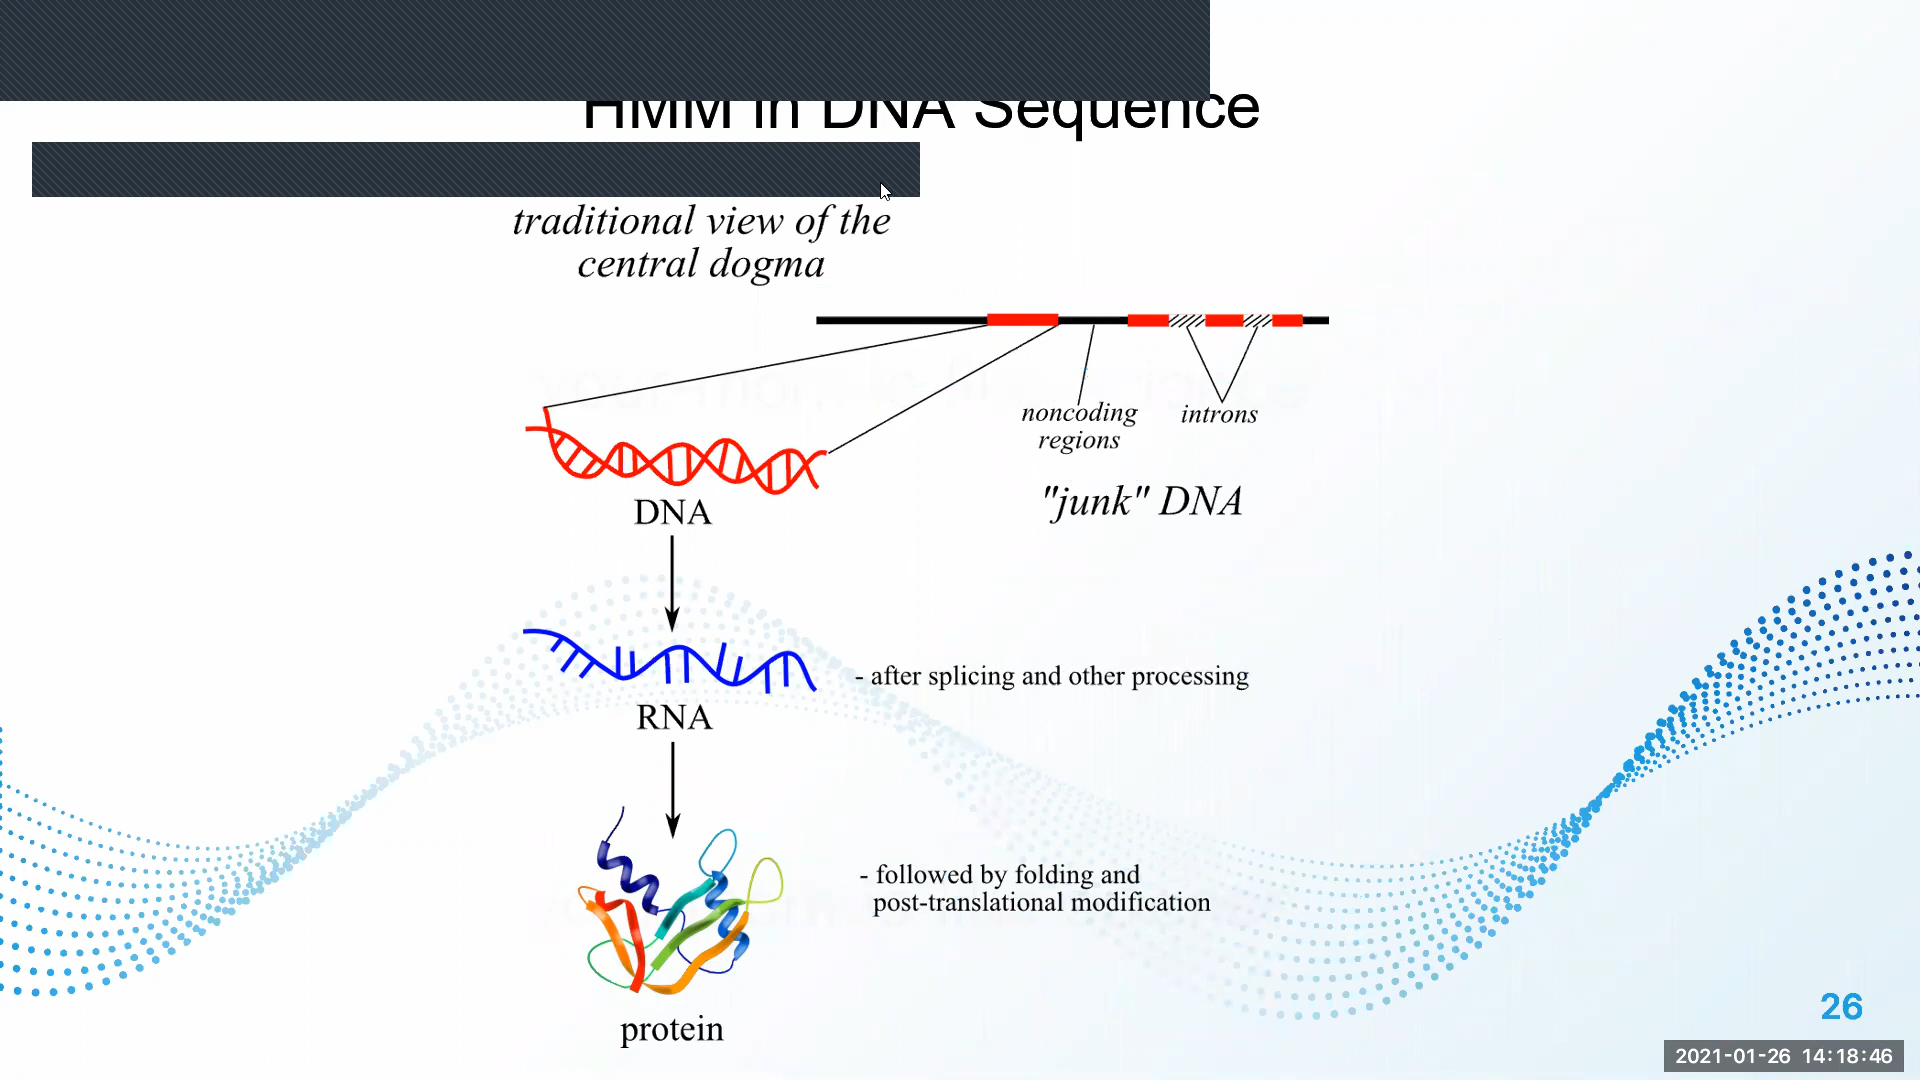 HMM in DNA Sequence
traditional view of the
central dogma
noncoding
regions
introns
"junk" DNA
DNA
- after splicing and other processing
RNA
- followed by folding and
post-translational modification
protein
26
2021-01-26 14:18:46